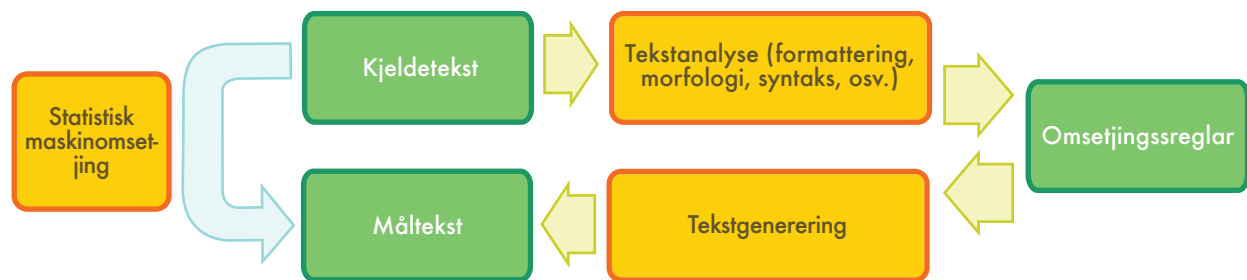 Kjeldetekst
Tekstanalyse (formattering,
morfologi, syntaks, osv.)
Statistisk
maskinomset-
jing
Omsetjingssreglar
Måltekst
Tekstgenerering